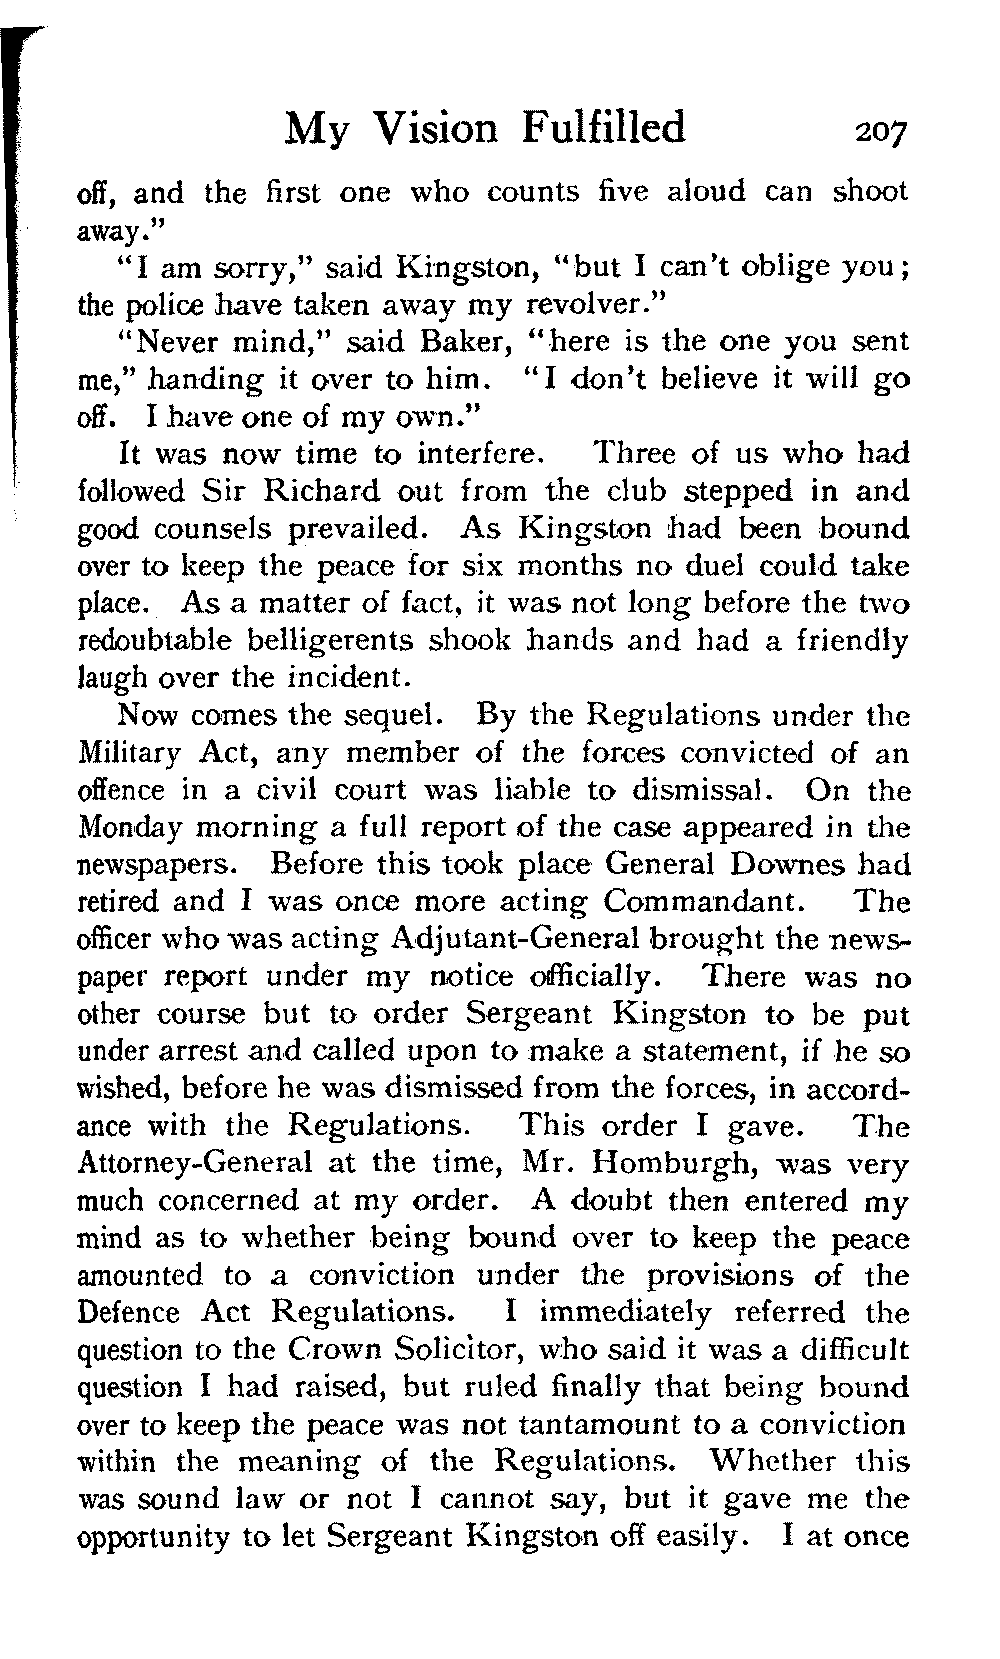 My Vision Fulfilled 207
off, and the first one who counts five aloud can shoot
away."
"I am sorry," said Kingston, "but I can't oblige you;
the police have taken away my revolver."
"Never mind," said Baker, "here is the one you sent
me," handing it over to him. "I don't believe it will go
off. I have one of my own."
It was now time to interfere. Three of us who had
followed Sir Richard out from the club stepped in and
good counsels prevailed. As Kingston had been bound
over to keep the peace for six months no duel could take
place. As a matter of fact, it was not long before the two
redoubtable belligerents shook hands and had a friendly
laugh over the incident.
Now comes the sequel. By the Regulations under the
Military Act, any member of the forces convicted of an
offence in a civil court was liable to dismissal. On the
Monday morning a full report of the case appeared in the
newspapers. Before this took place General Downes had
retired and I was once more acting Commandant. The
officer who was acting Adjutant-General brought the news-
paper report under my notice officially. There was no
other course but to order Sergeant Kingston to be put
under arrest and called upon to make a statement, if he so
wished, before he was dismissed from the forces, in accord-
ance with the Regulations. This order I gave. The
Attorney-General at the time, Mr. Homburgh, was very
much concerned at my order. A doubt then entered my
mind as to whether being bound over to keep the peace
amounted to a conviction under the provisions of the
Defence Act Regulations. I immediately referred the
question to the Crown Solicitor, who said it was a difficult
question I had raised, but ruled finally that being bound
over to keep the peace was not tantamount to a conviction
within the meaning of the Regulations. Whether this
was sound law or not I cannot say, but it gave me the
opportunity to let Sergeant Kingston off easily. I at once